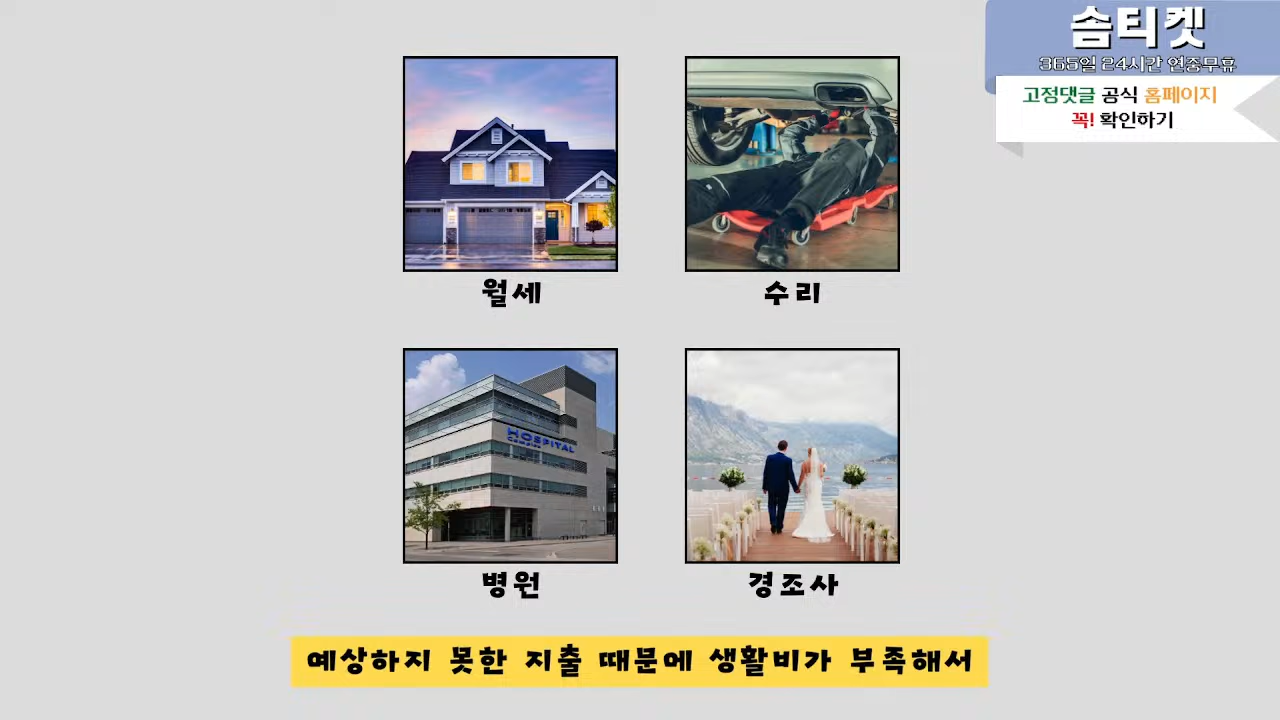 솜티켓
365일 24시간 연중무휴
고정댓글 공식 홈페이지
꼭! 확인하기
월세
수리
HOSPITAL
병원
경조사
예상하지 못한 지출 때문에 생활비가 부족해서